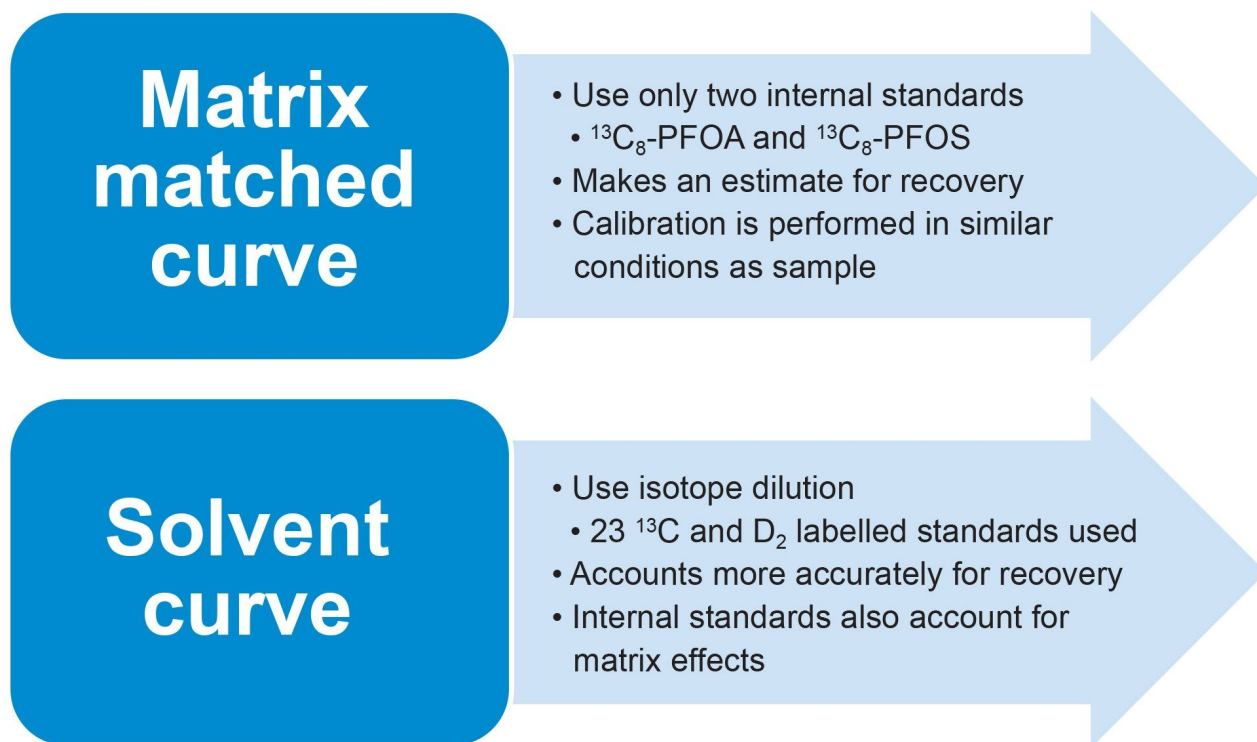 Matrix
matched
curve
• Use only two internal standards
• ¹³C₈-PFOA and ¹³C₈-PFOS
• Makes an estimate for recovery
• Calibration is performed in similar
conditions as sample
Solvent
curve
• Use isotope dilution
• 23 ¹³C and D₂ labelled standards used
• Accounts more accurately for recovery
• Internal standards also account for
matrix effects